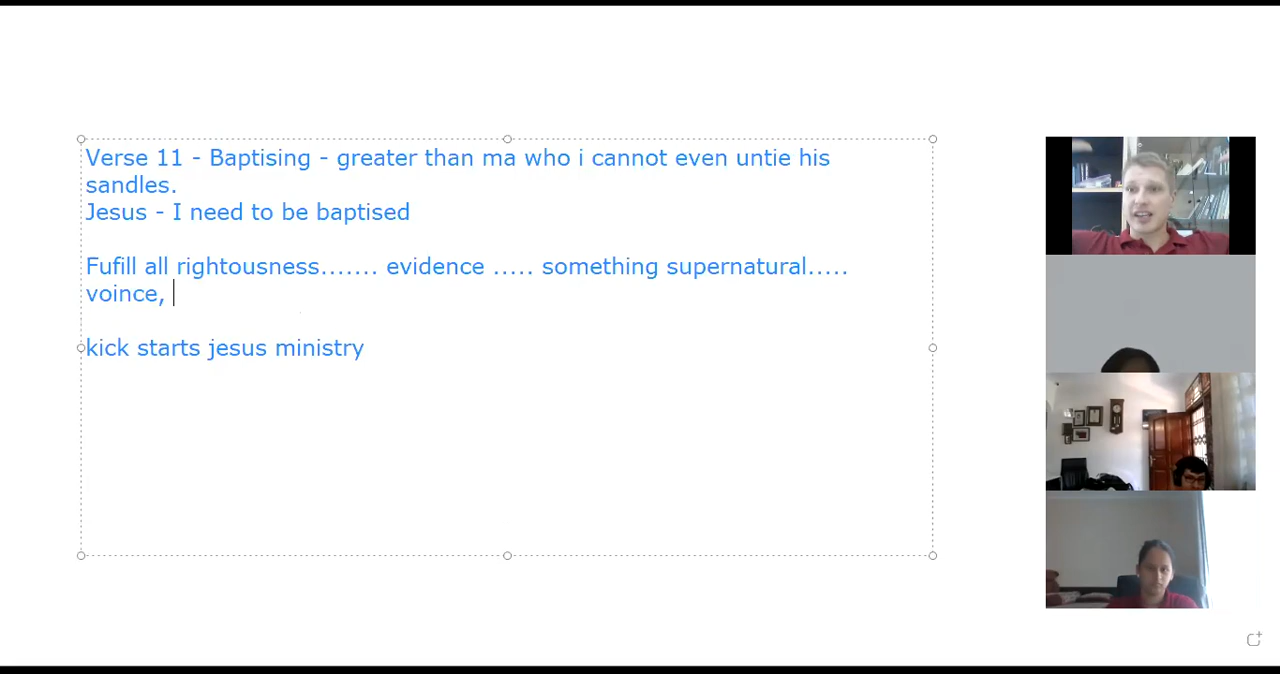 Verse 11 - Baptising - greater than ma who i cannot even untie his
sandles.
Jesus - I need to be baptised
Fufill all rightousness....... evidence ..... something supernatural.....
voince,
kick starts jesus ministry